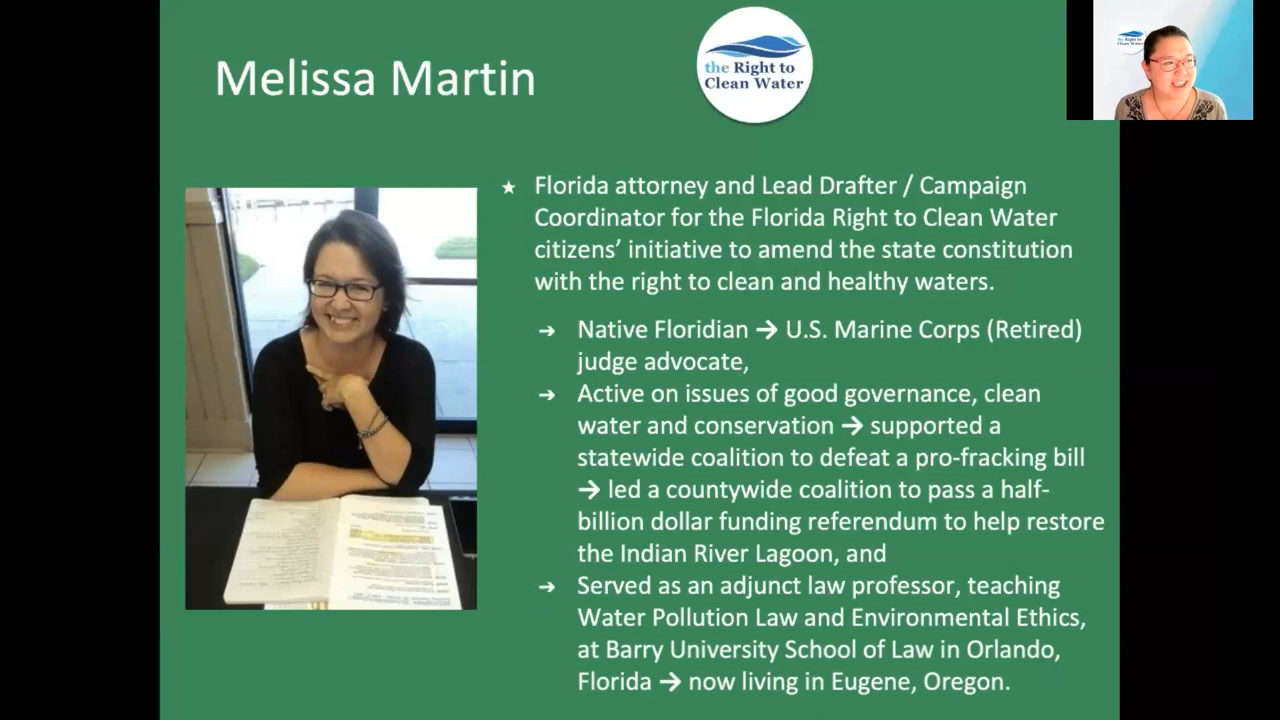 Melissa Martin
the Right to
Clean Water
the Right to
Clean Water
★ Florida attorney and Lead Drafter / Campaign
Coordinator for the Florida Right to Clean Water
citizens’ initiative to amend the state constitution
with the right to clean and healthy waters.
➔ Native Floridian → U.S. Marine Corps (Retired)
judge advocate,
➔ Active on issues of good governance, clean
water and conservation → supported a
statewide coalition to defeat a pro-fracking bill
→ led a countywide coalition to pass a half-
billion dollar funding referendum to help restore
the Indian River Lagoon, and
➔ Served as an adjunct law professor, teaching
Water Pollution Law and Environmental Ethics,
at Barry University School of Law in Orlando,
Florida → now living in Eugene, Oregon.